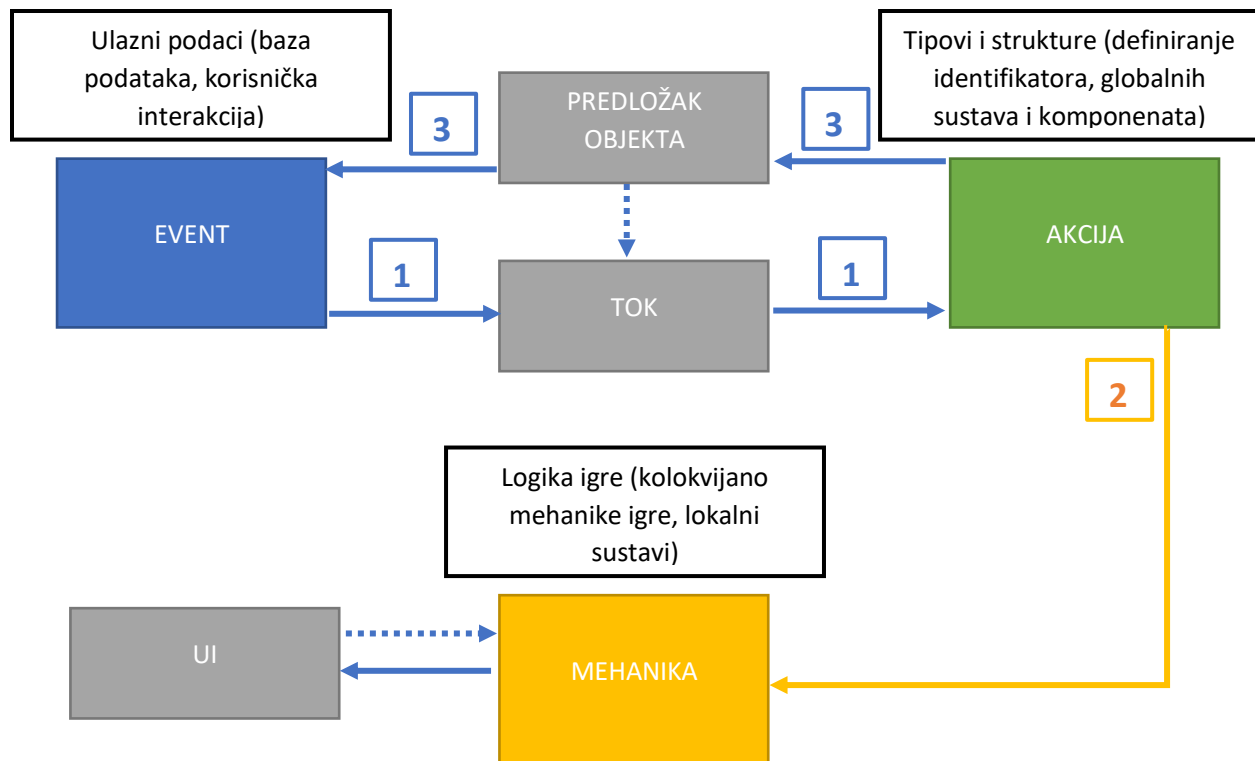 Ulazni podaci (baza
podataka, korisnička
interakcija)
PREDLOŽAK
OBJEKTA
Tipovi i strukture (definiranje
identifikatora, globalnih
sustava i komponenata)
3
3
EVENT
AKCIJA
1
1
TOK
2
Logika igre (kolokvijano
mehanike igre, lokalni
sustavi)
UI
MEHANIKA